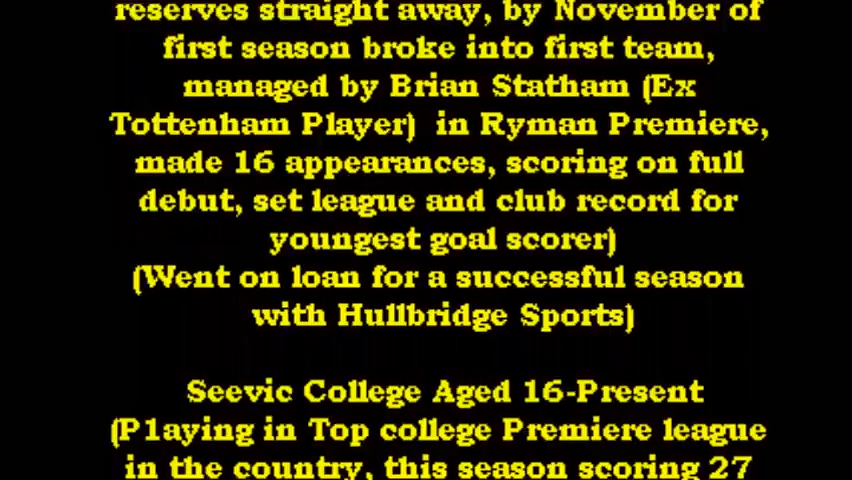 reserves straight away, by November of
first season broke into first team,
managed by Brian Statham (Ex
Tottenham Player) in Ryman Premiere,
made 16 appearances, scoring on full
debut, set league and club record for
youngest goal scorer)
(Went on loan for a successful season
with Hullbridge Sports)
Seevic College Aged 16-Present
(P1aying in Top college Premiere league
in the country, this season scoring 27